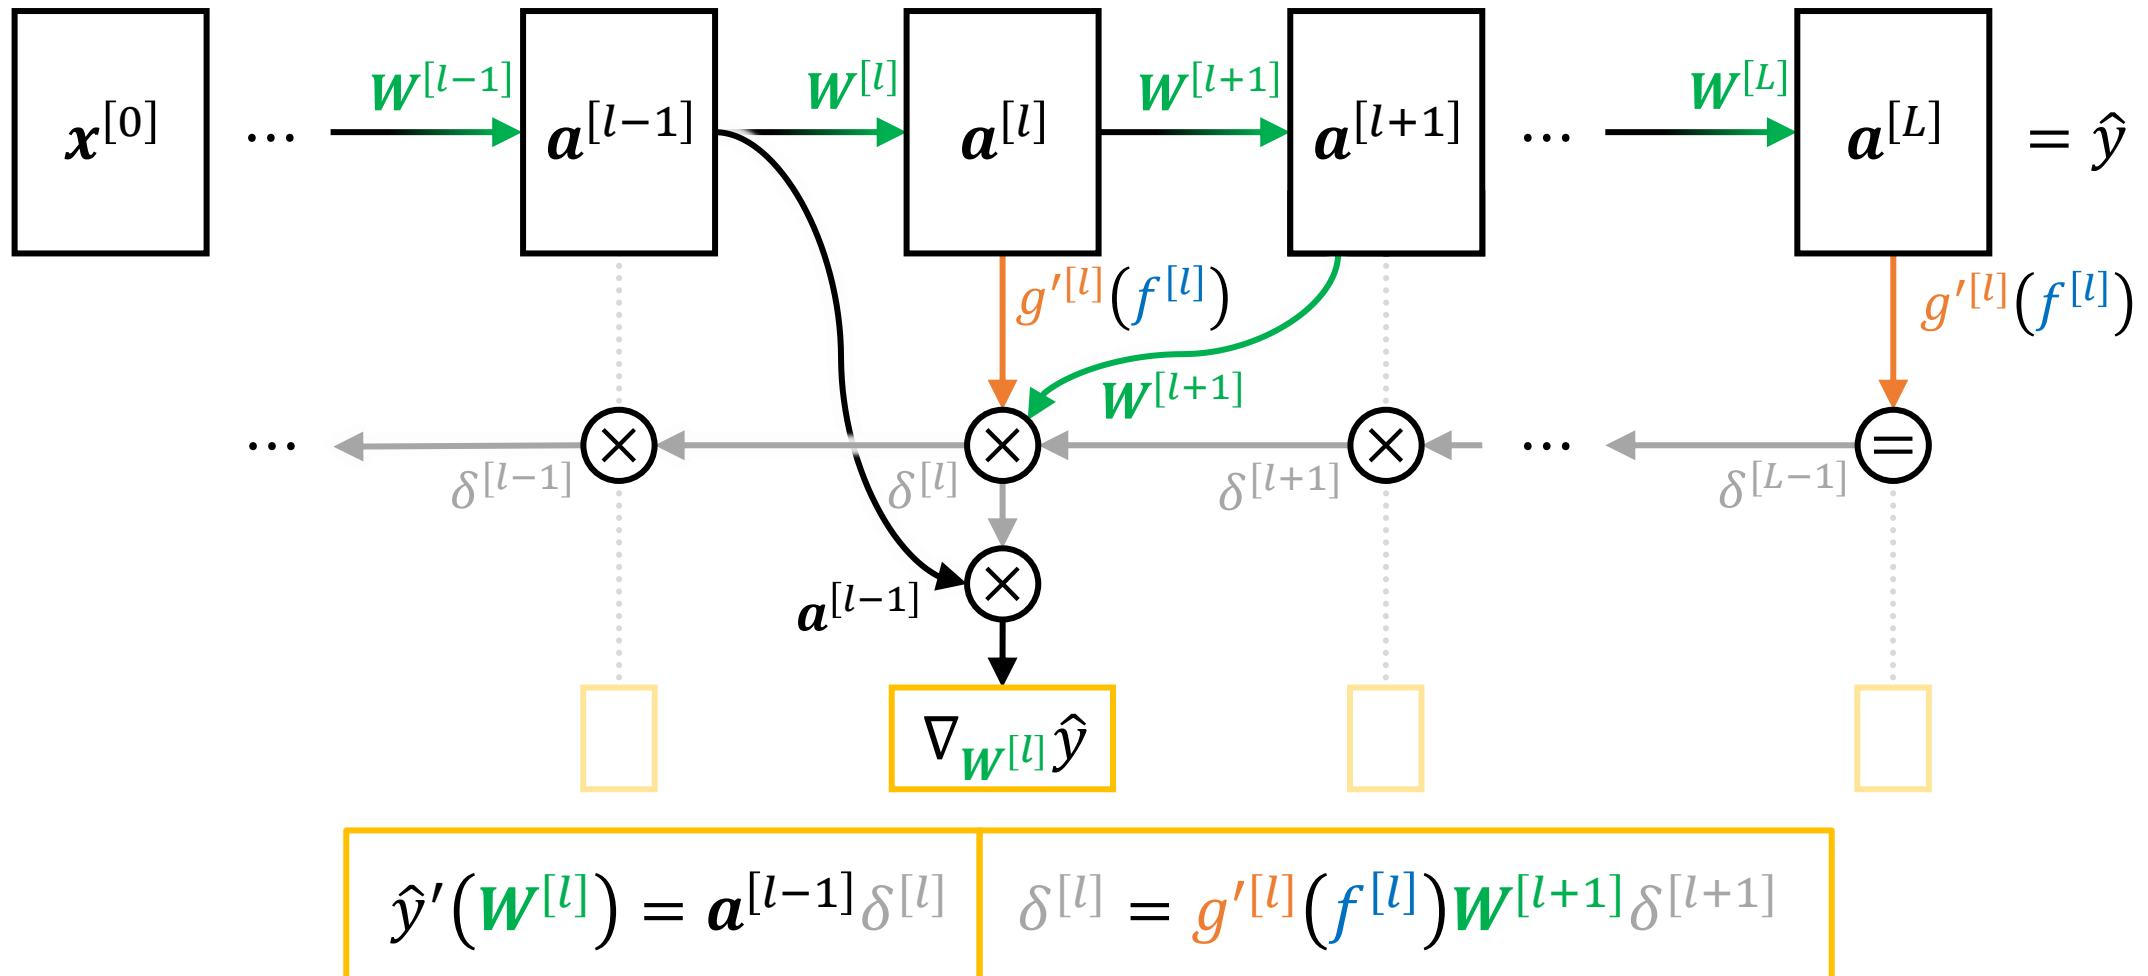 x^[0] ⋯ W^[l−1] a^[l−1] W^[l] a^[l] W^[l+1] a^[l+1] ⋯ W^[L] a^[L] = ŷ
g′^[l](f^[l]) g′^[l](f^[l])
W^[l+1]
⋯ × × × ⋯ =
δ^[l−1] δ^[l] δ^[l+1] δ^[L−1]
×
a^[l−1]
∇_W^[l] ŷ
ŷ′(W^[l]) = a^[l−1]δ^[l] δ^[l] = g′^[l](f^[l])W^[l+1]δ^[l+1]